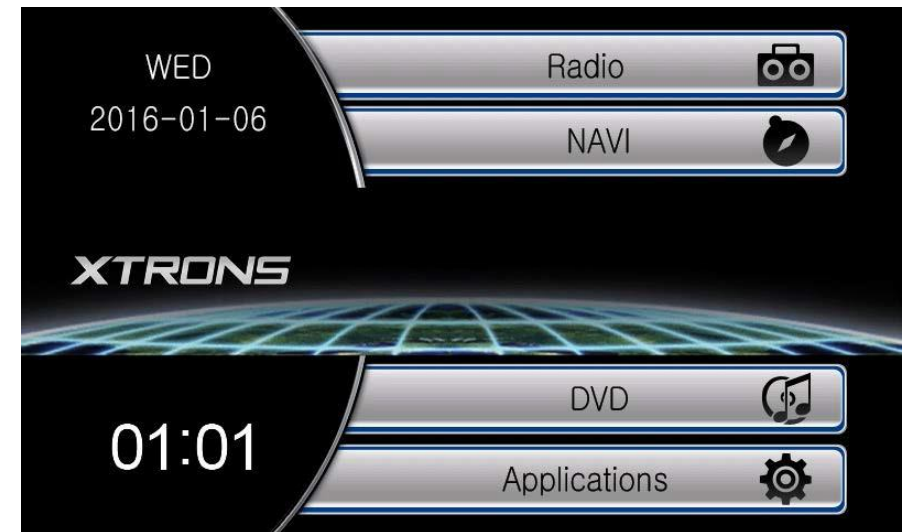 WED
2016-01-06
Radio
NAVI
XTRONS
DVD
01:01
Applications